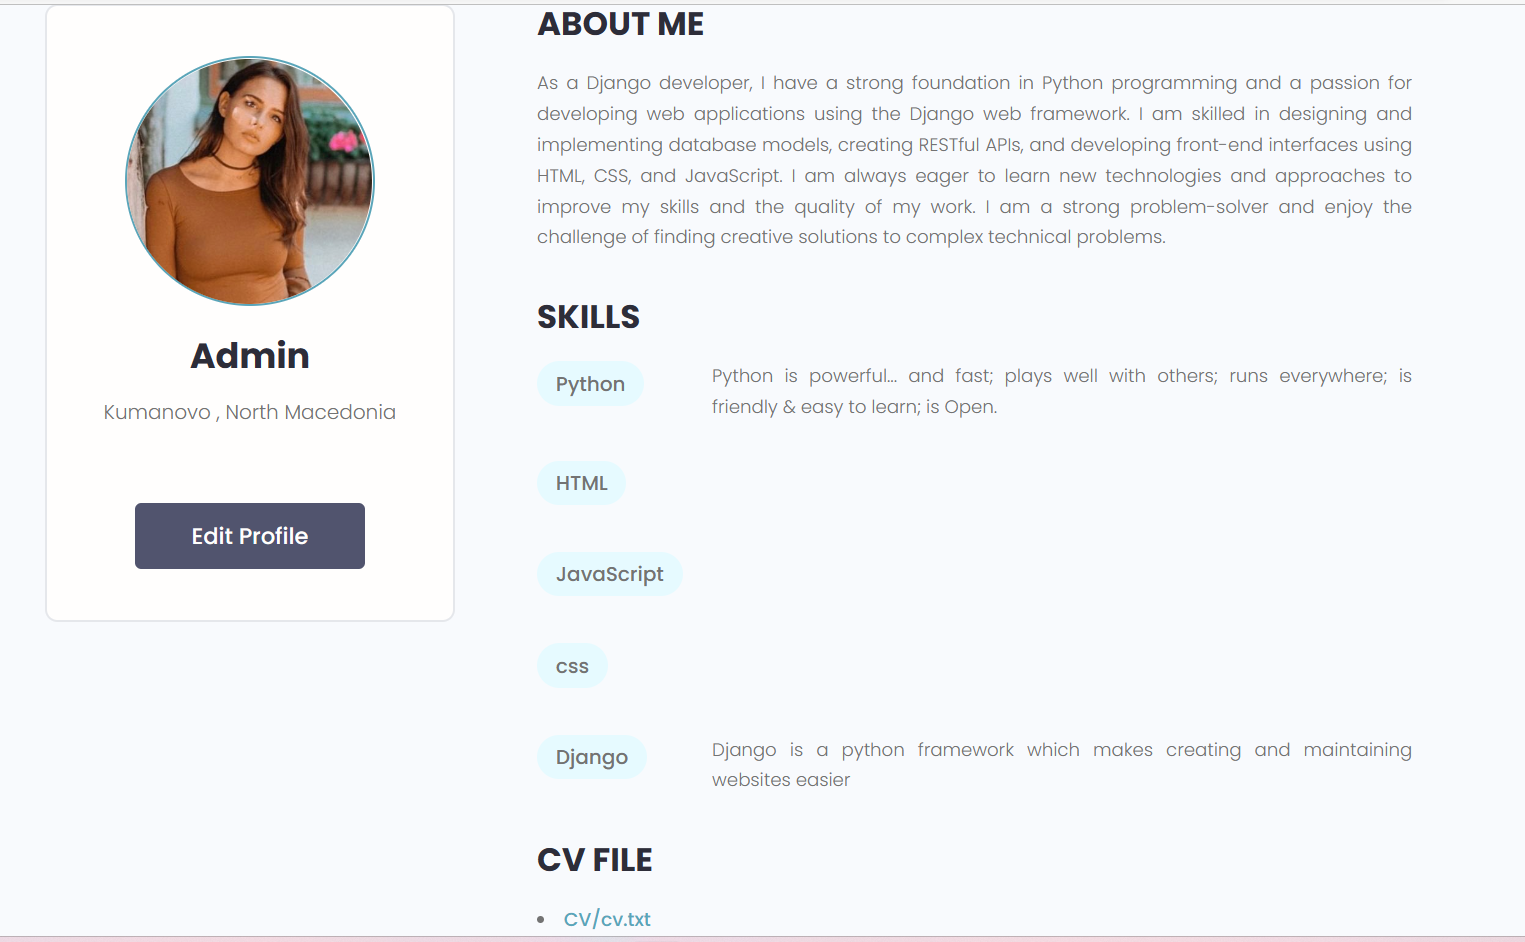 Admin
Kumanovo , North Macedonia
Edit Profile
ABOUT ME
As a Django developer, I have a strong foundation in Python programming and a passion for
developing web applications using the Django web framework. I am skilled in designing and
implementing database models, creating RESTful APIs, and developing front-end interfaces using
HTML, CSS, and JavaScript. I am always eager to learn new technologies and approaches to
improve my skills and the quality of my work. I am a strong problem-solver and enjoy the
challenge of finding creative solutions to complex technical problems.
SKILLS
Python
Python is powerful... and fast; plays well with others; runs everywhere; is
friendly & easy to learn; is Open.
HTML
JavaScript
css
Django
Django is a python framework which makes creating and maintaining
websites easier
CV FILE
• CV/cv.txt